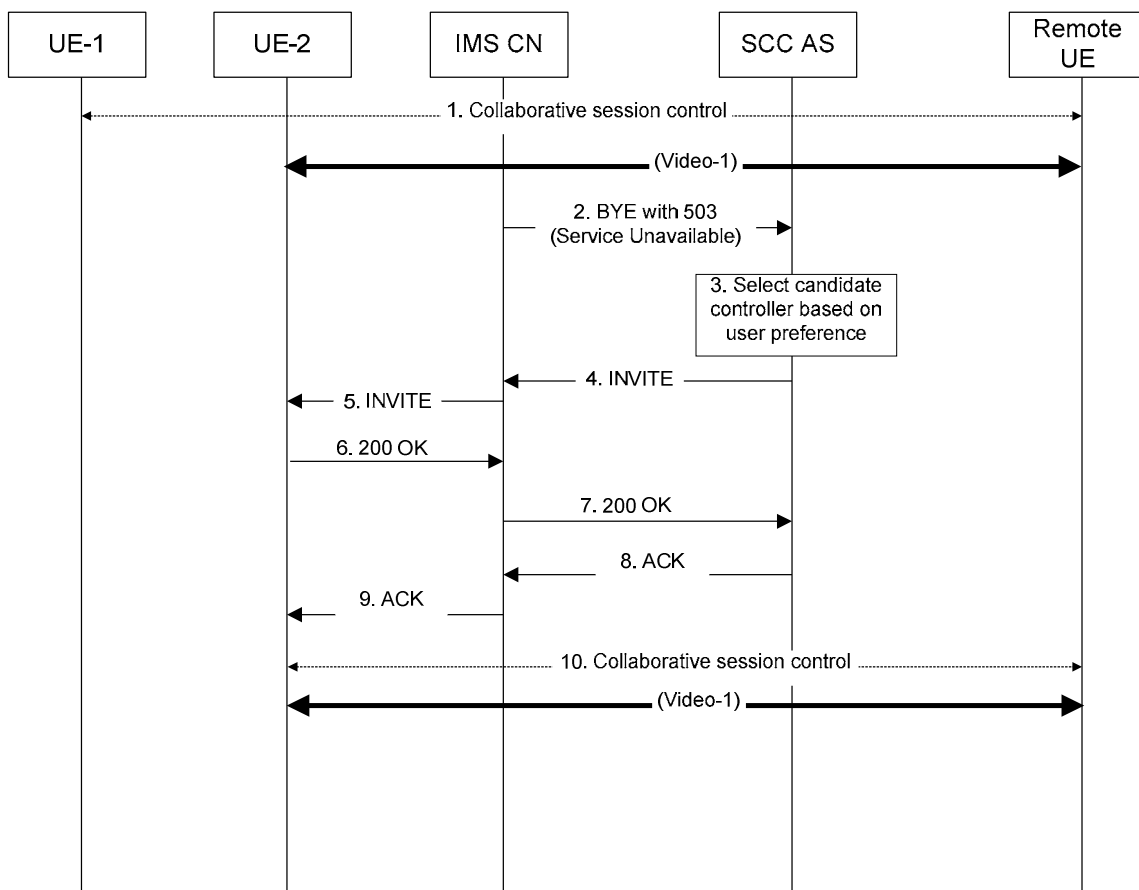 UE-1
UE-2
IMS CN
SCC AS
Remote
UE
1. Collaborative session control
(Video-1)
2. BYE with 503
(Service Unavailable)
3. Select candidate
controller based on
user preference
4. INVITE
5. INVITE
6. 200 OK
7. 200 OK
8. ACK
9. ACK
10. Collaborative session control
(Video-1)